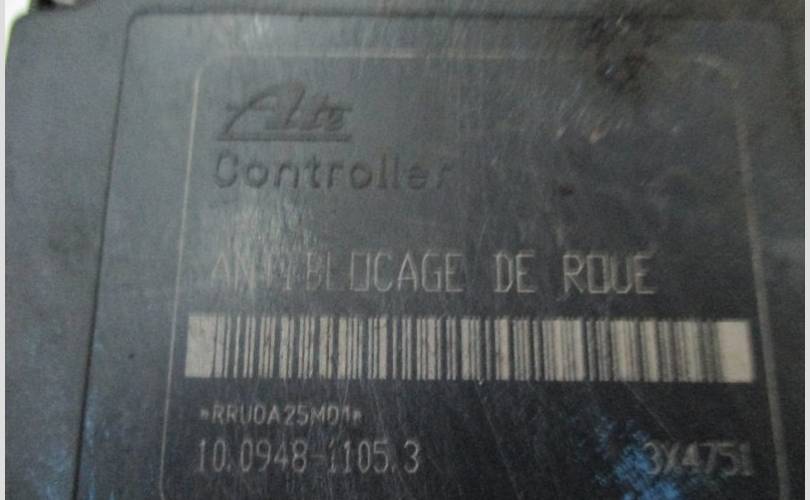 Ate
Controller
ANTIBLOCAGE DE ROUE
*RRU0A25M01*
10.0948-1105.3 3X4751